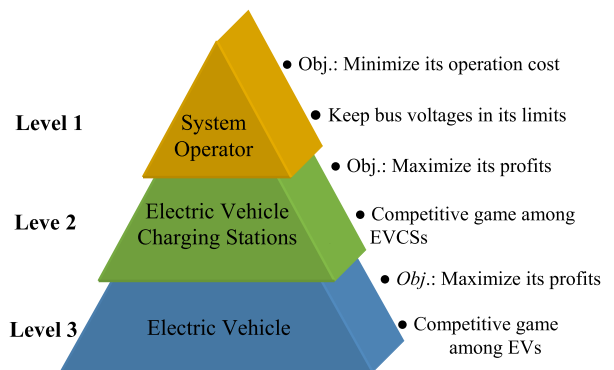 ● Obj.: Minimize its operation cost
Level 1
System
Operator
● Keep bus voltages in its limits
● Obj.: Maximize its profits
Leve 2
Electric Vehicle
Charging Stations
● Competitive game among
EVCSs
● Obj.: Maximize its profits
Level 3
Electric Vehicle
● Competitive game
among EVs